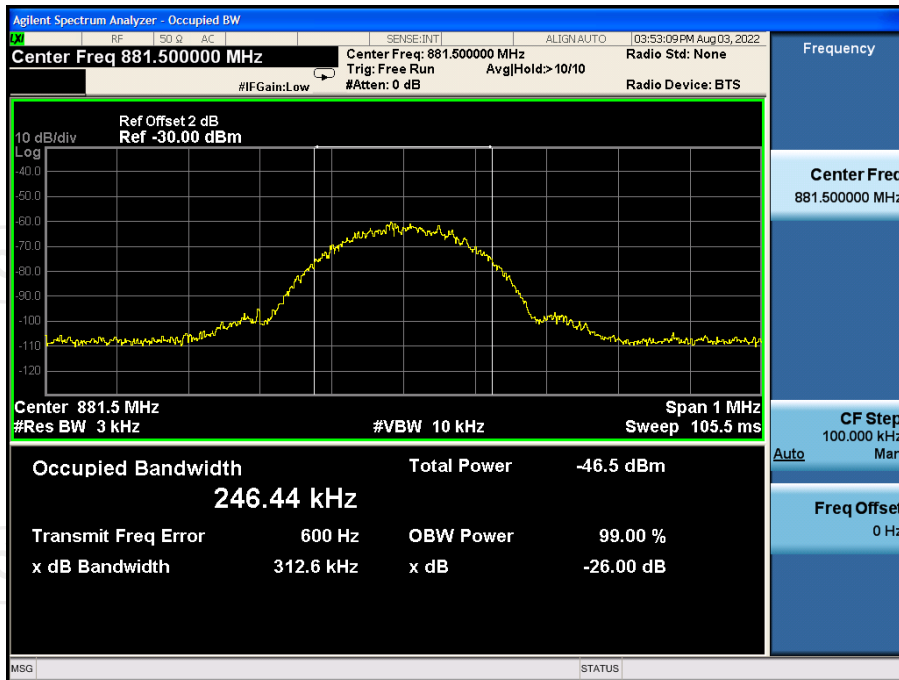 Agilent Spectrum Analyzer - Occupied BW
LXI RF 50 Ω AC SENSE:INT ALIGN AUTO 03:53:09 PM Aug 03, 2022
Center Freq 881.500000 MHz
Center Freq: 881.500000 MHz Radio Std: None
Trig: Free Run Avg|Hold:> 10/10
#IFGain:Low #Atten: 0 dB Radio Device: BTS
Frequency
Ref Offset 2 dB
10 dB/div Ref -30.00 dBm
Log
-40.0
-50.0
-60.0
-70.0
-80.0
-90.0
-100
-110
-120
Center 881.5 MHz Span 1 MHz
#Res BW 3 kHz #VBW 10 kHz Sweep 105.5 ms
Center Freq
881.500000 MHz
CF Step
100.000 kHz
Auto Man
Freq Offset
0 Hz
Occupied Bandwidth Total Power -46.5 dBm
246.44 kHz
Transmit Freq Error 600 Hz OBW Power 99.00 %
x dB Bandwidth 312.6 kHz x dB -26.00 dB
MSG STATUS